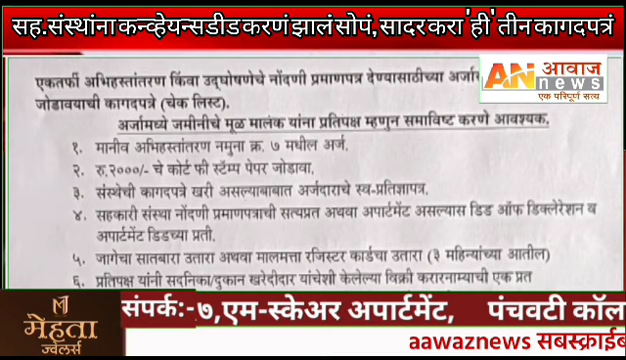 सह.संस्थांना कन्व्हेयन्सडीड करणं झालं सोपं, सादर करा 'ही' तीन कागदपत्रं
AN आवाज
news
एक परिपूर्ण सत्य
एकतर्फी अभिहस्तांतरण किंवा उद्घोषणेचे नोंदणी प्रमाणपत्र देण्यासाठीच्या
जोडावयाची कागदपत्रे (चेक लिस्ट).
अर्जामध्ये जमीनीचे मूळ मालंक यांना प्रतिपक्ष म्हणुन समाविष्ट करणे आवश्यक.
१. मानीव अभिहस्तांतरण नमुना क्र. ७ मधील अर्ज.
२. रु.२०००/- चे कोर्ट फी स्टॅम्प पेपर जोडावा,
३. संस्थेची कागदपत्रे खरी असल्याबाबात अर्जदाराचे स्व-प्रतिज्ञापत्र,
४. सहकारी संस्था नोंदणी प्रमाणपत्राची सत्यप्रत अथवा अपार्टमेंट असल्यास डिड ऑफ डिक्लेरेशन व
अपार्टमेंट डिडच्या प्रती.
५. जागेचा सातबारा उतारा अथवा मालमत्ता रजिस्टर कार्डचा उतारा (३ महिन्यांच्या आतील)
६. प्रतिपक्ष यांनी सदनिका/दुकान खरेदीदार यांचेशी केलेल्या विक्री करारनाम्याची एक प्रत
मेहता
ज्वेलर्स
संपर्क:-७,एम-स्केअर अपार्टमेंट, पंचवटी कॉल
aawaznews सबस्क्राईब